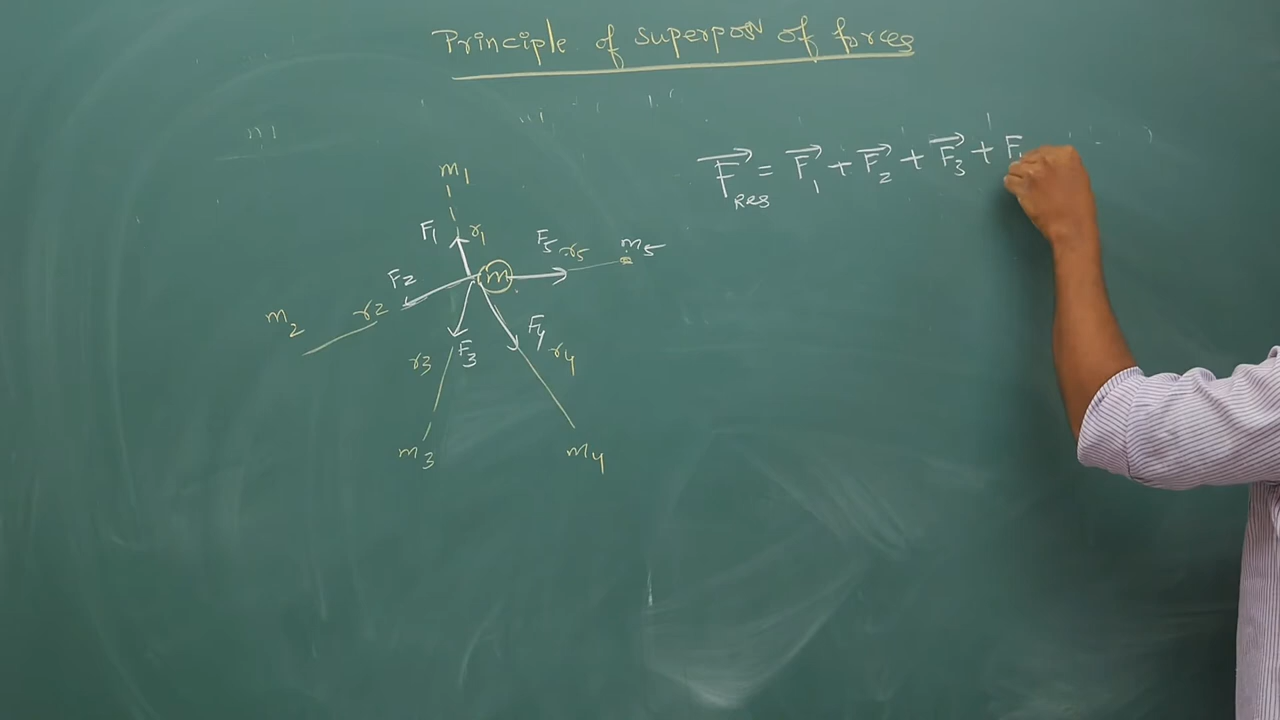 Principle of superposN of forces
F Res = F1 + F2 + F3 + F
m1
F1 r1
F5 r5 m5
m
F2
r2
m2
F3
F4
r3
r4
m3
m4